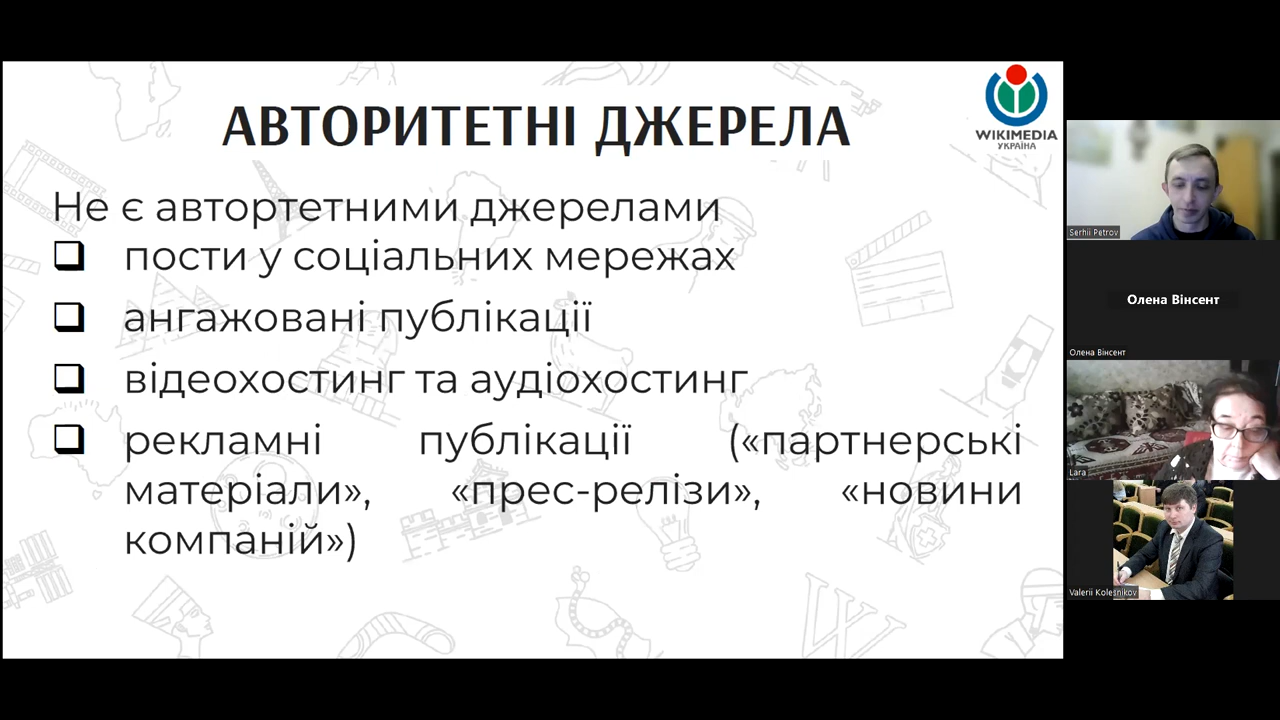 АВТОРИТЕТНІ ДЖЕРЕЛА
WIKIMEDIA
УКРАЇНА
Не є автортетними джерелами
пости у соціальних мережах
ангажовані публікації
відеохостинг та аудіохостинг
рекламні публікації («партнерські
матеріали», «прес-релізи», «новини
компаній»)
Serhii Petrov
Олена Вінсент
Олена Вінсент
Lara
Valerii Kolesnikov